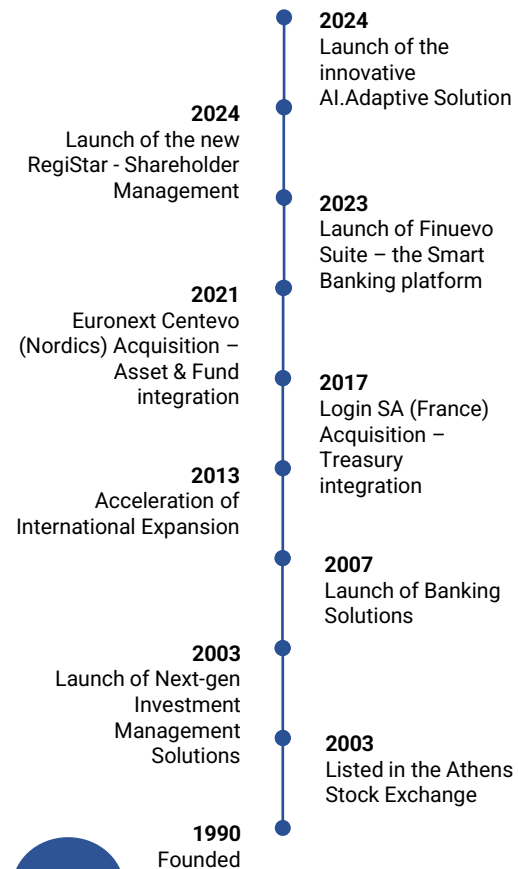 2024
Launch of the
innovative
AI.Adaptive Solution
2024
Launch of the new
RegiStar - Shareholder
Management
2023
Launch of Finuevo
Suite – the Smart
Banking platform
2021
Euronext Centevo
(Nordics) Acquisition –
Asset & Fund
integration
2017
Login SA (France)
Acquisition –
Treasury
integration
2013
Acceleration of
International Expansion
2007
Launch of Banking
Solutions
2003
Launch of Next-gen
Investment
Management
Solutions
2003
Listed in the Athens
Stock Exchange
1990
Founded